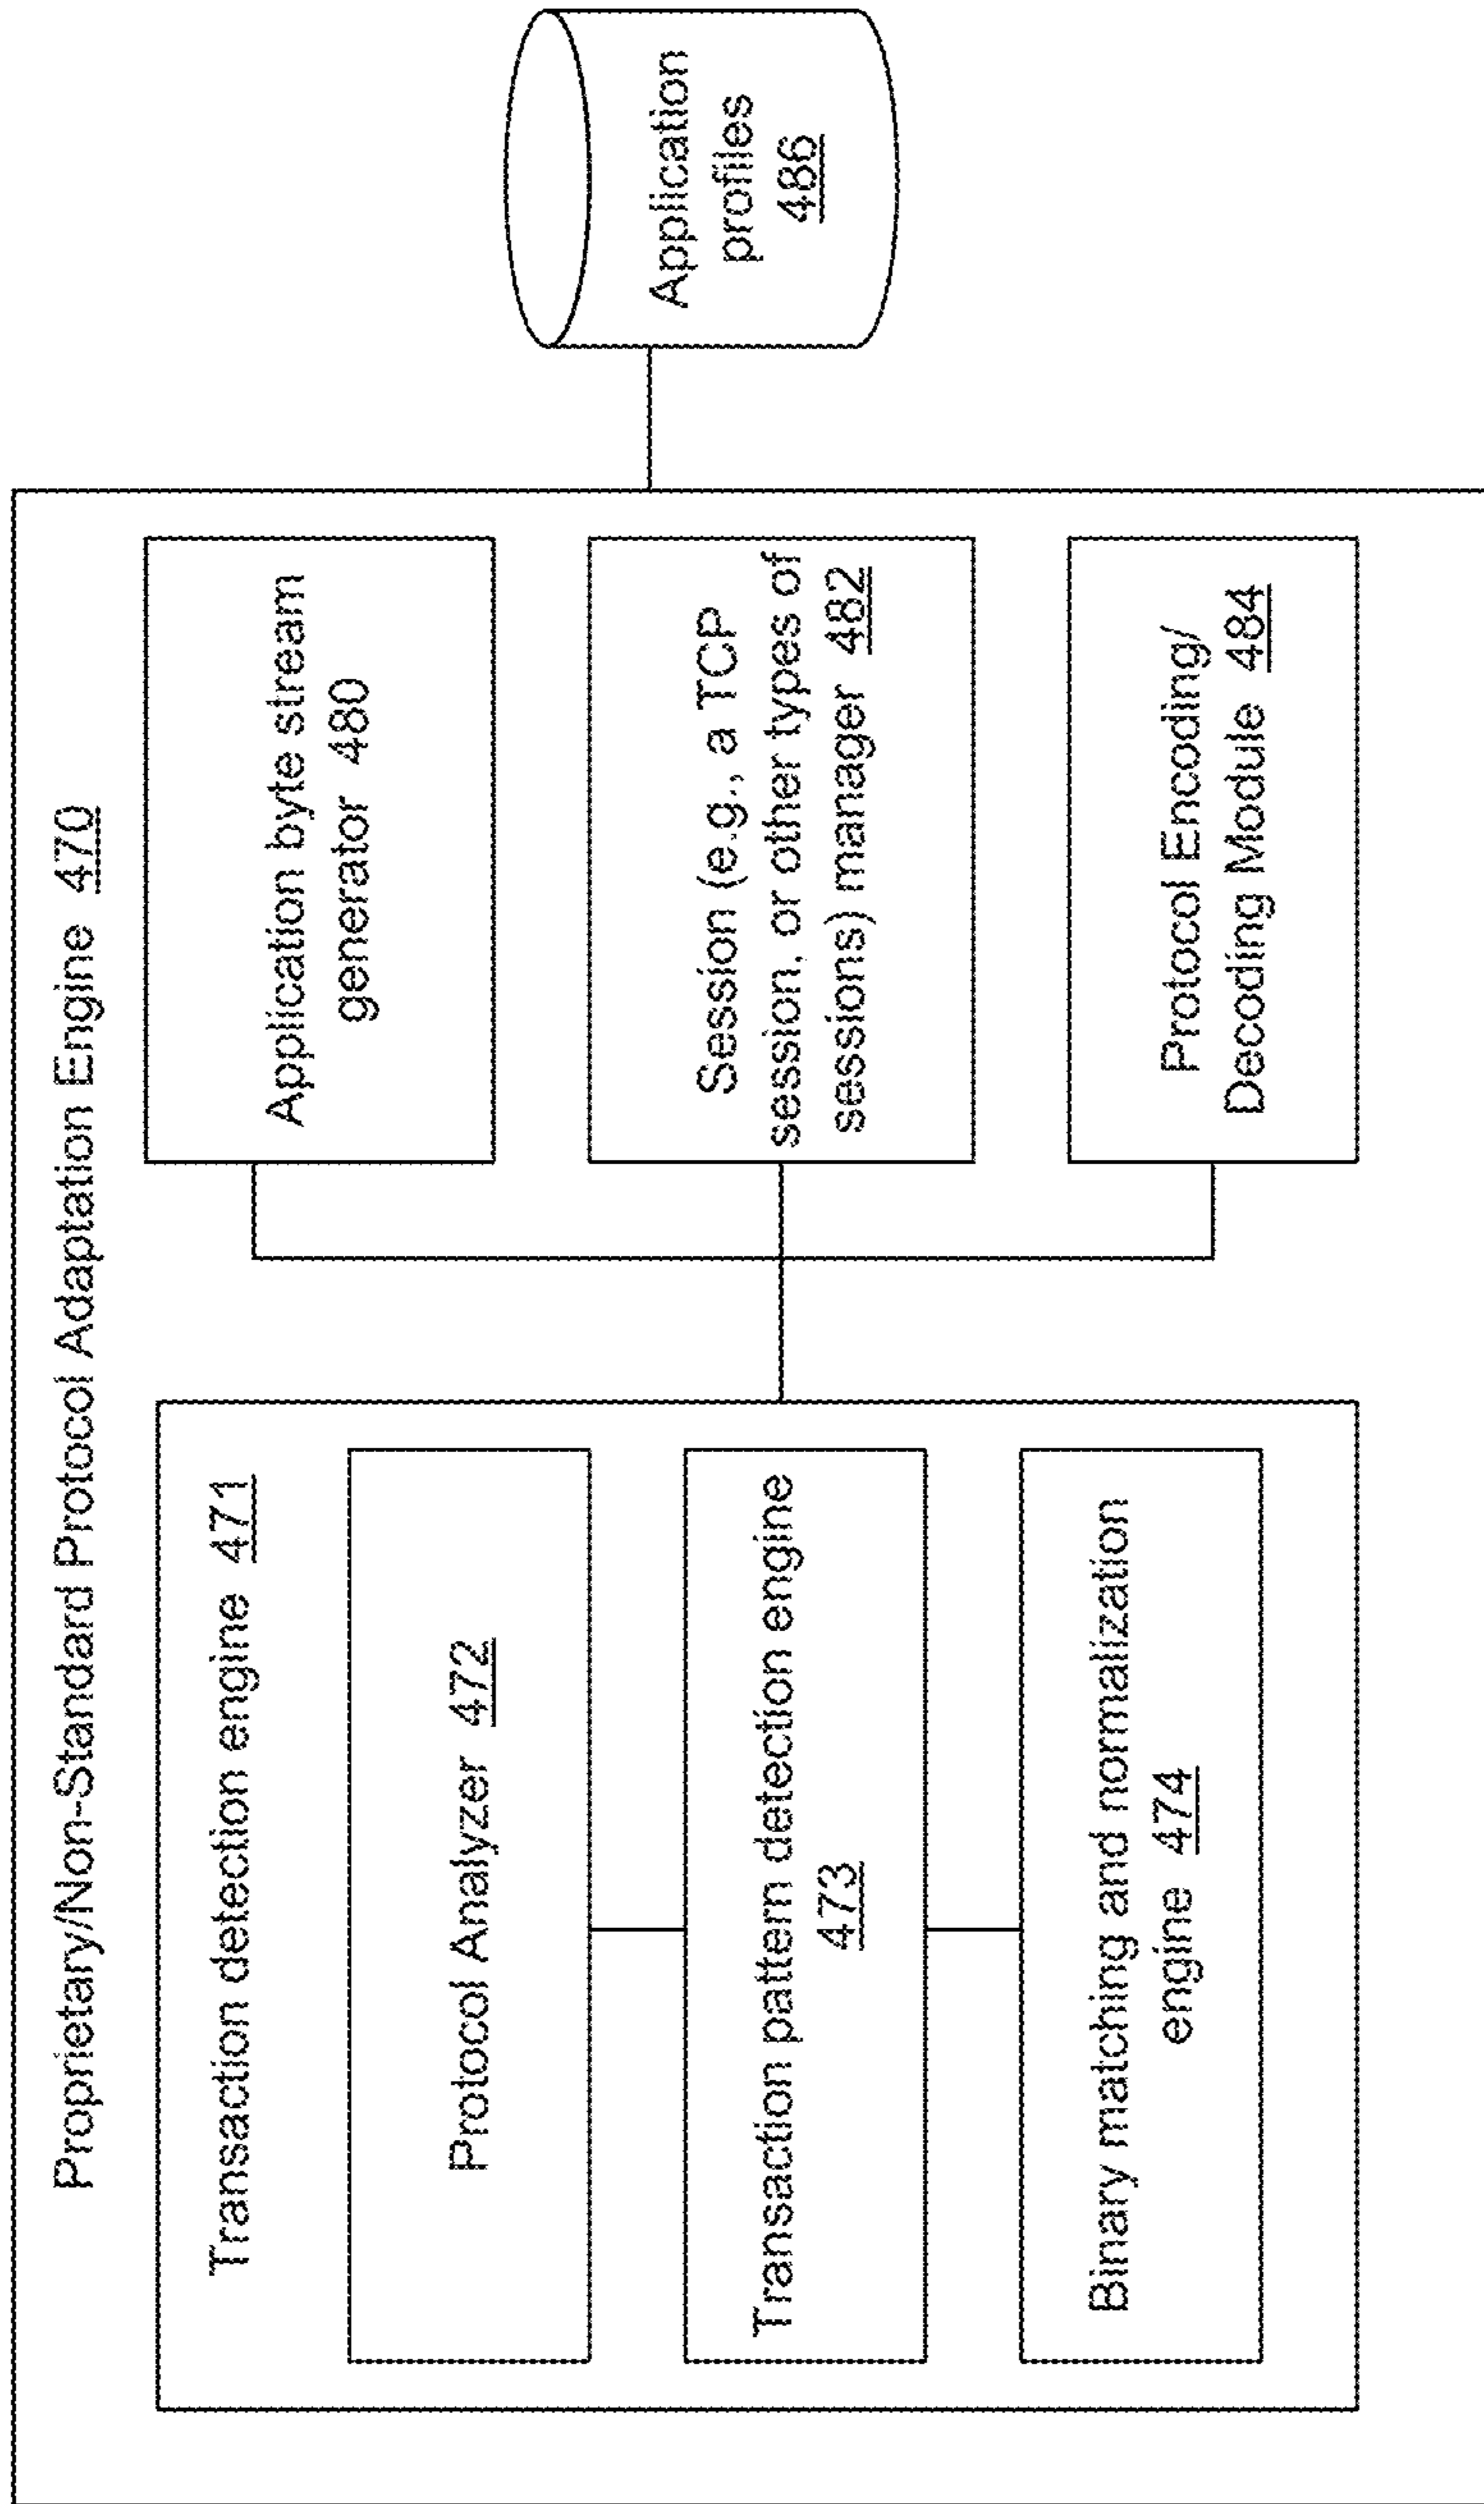 Proprietary/Non-Standard Protocol Adaptation Engine 470
Transaction detection engine 471
Protocol Analyzer 472
Transaction pattern detection engine
473
Binary matching and normalization
engine 474
Application byte stream
generator 480
Session (e.g., a TCP
session, or other types of
sessions) manager 482
Protocol Encoding/
Decoding Module 484
Application
profiles
486